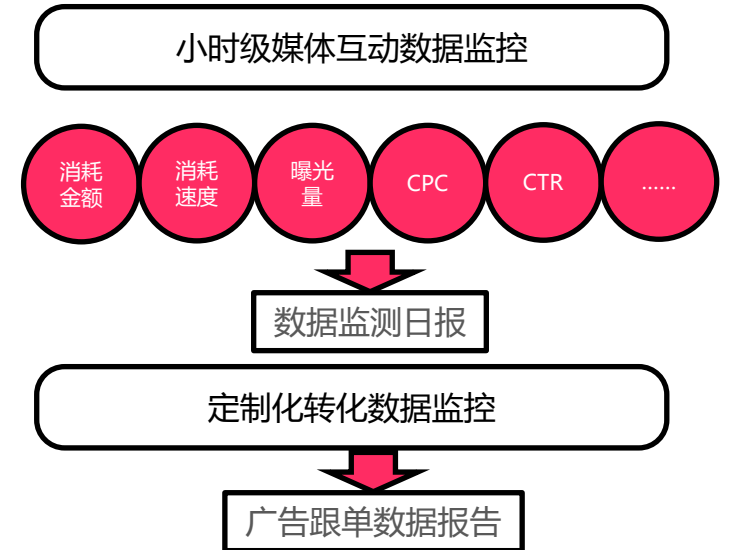 小时级媒体互动数据监控
消耗
金额
消耗
速度
曝光
量
CPC
CTR
......
数据监测日报
定制化转化数据监控
广告跟单数据报告